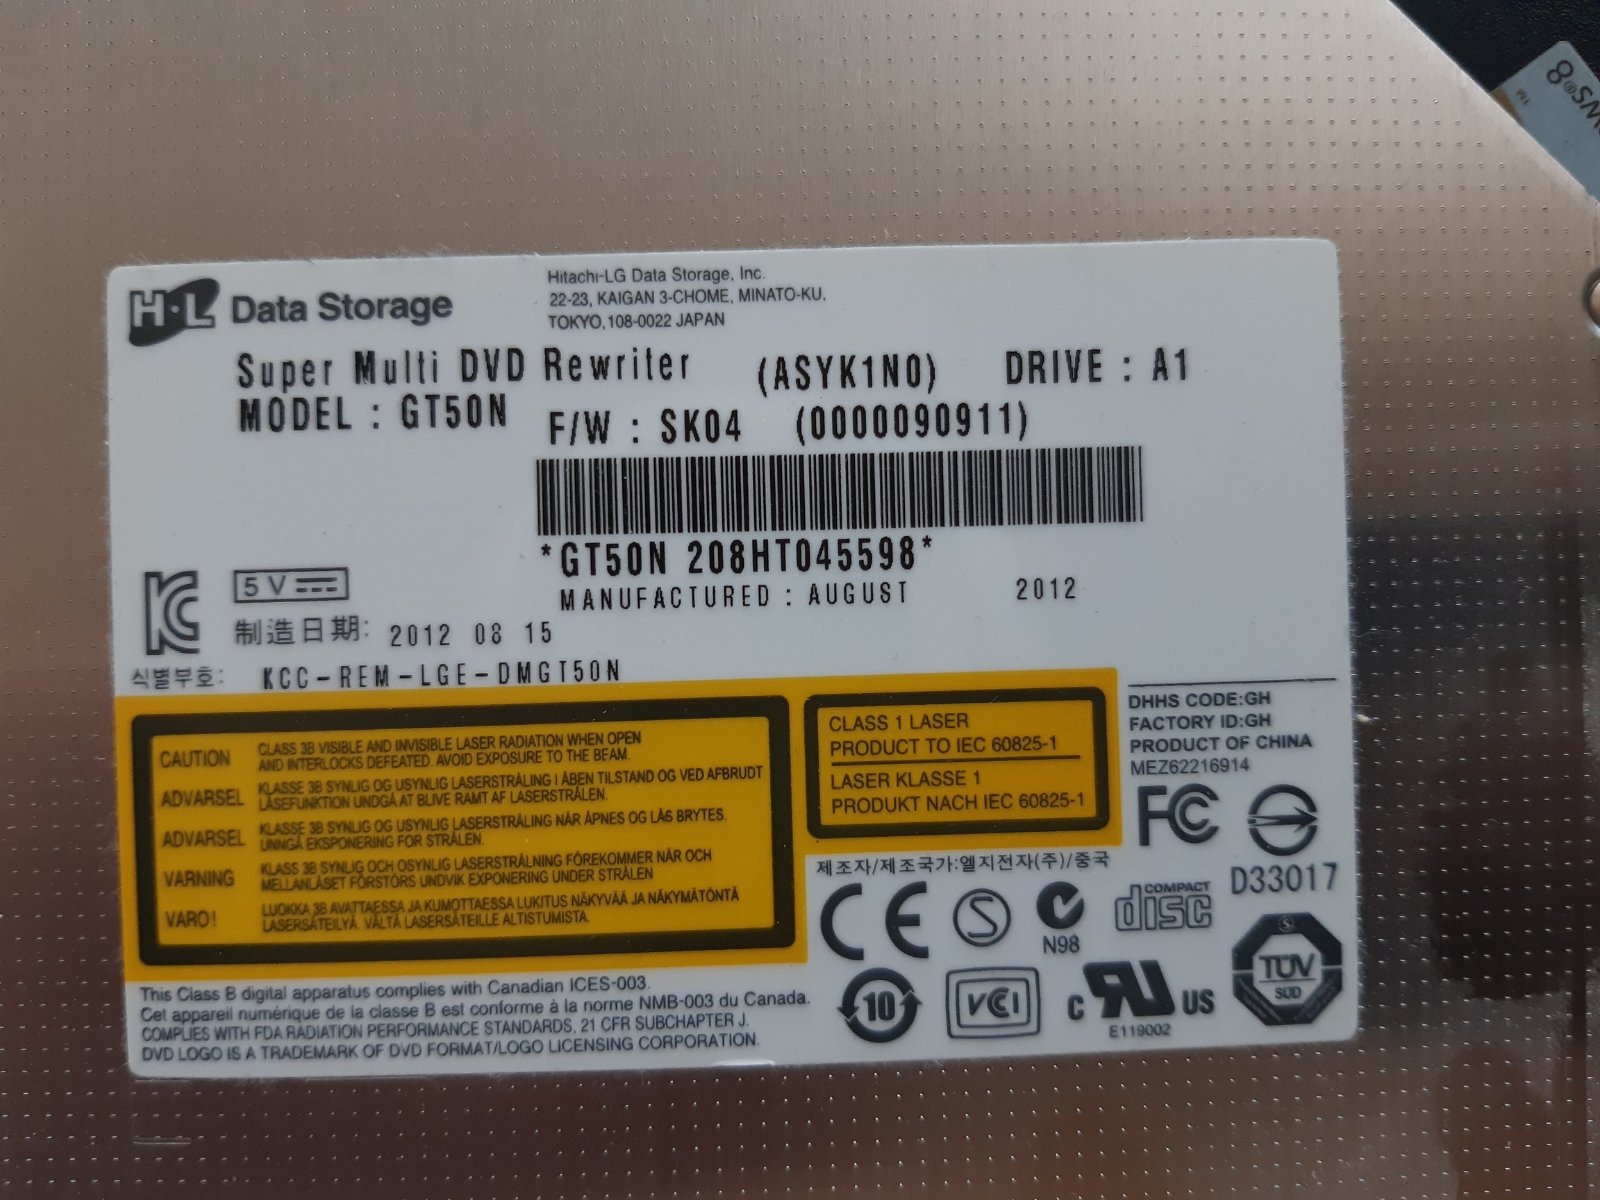 H·L Data Storage
Hitachi-LG Data Storage, Inc.
22-23, KAIGAN 3-CHOME, MINATO-KU,
TOKYO, 108-0022 JAPAN
Super Multi DVD Rewriter (ASYK1N0) DRIVE : A1
MODEL : GT50N F/W : SK04 (0000090911)
*GT50N 208HT045598*
MANUFACTURED : AUGUST 2012
5 V
制造日期: 2012 08 15
식별부호: KCC-REM-LGE-DMGT50N
CAUTION CLASS 3B VISIBLE AND INVISIBLE LASER RADIATION WHEN OPEN
AND INTERLOCKS DEFEATED. AVOID EXPOSURE TO THE BEAM.
ADVARSEL KLASSE 3B SYNLIG OG USYNLIG LASERSTRÅLING I ÅBEN TILSTAND OG VED AFBRUDT
LÅSEFUNKTION UNDGÅ AT BLIVE RAMT AF LASERSTRÅLEN.
ADVARSEL KLASSE 3B SYNLIG OG USYNLIG LASERSTRÅLING NÅR ÅPNES OG LÅS BRYTES.
UNNGÅ EKSPONERING FOR STRÅLEN.
VARNING KLASS 3B SYNLIG OCH OSYNLIG LASERSTRÅLNING FÖREKOMMER NÄR OCH
MELLANLÅSET FÖRSTÖRS UNDVIK EXPONERING UNDER STRÅLEN
VARO! LUOKKA 3B AVATTAESSA JA KUMOTTAESSA LUKITUS NÄKYVÄÄ JA NÄKYMÄTÖNTÄ
LASERSÄTEILYÄ. VÄLTÄ LASERSÄTEILLE ALTISTUMISTA.
CLASS 1 LASER
PRODUCT TO IEC 60825-1
LASER KLASSE 1
PRODUKT NACH IEC 60825-1
DHHS CODE:GH
FACTORY ID:GH
PRODUCT OF CHINA
MEZ62216914
FC
D33017
제조자/제조국가:엘지전자(주)/중국
CE S N98 COMPACT disc
10 VCI c UR US
E119002
S TÜV SÜD
This Class B digital apparatus complies with Canadian ICES-003.
Cet appareil numérique de la classe B est conforme à la norme NMB-003 du Canada.
COMPLIES WITH FDA RADIATION PERFORMANCE STANDARDS, 21 CFR SUBCHAPTER J.
DVD LOGO IS A TRADEMARK OF DVD FORMAT/LOGO LICENSING CORPORATION.